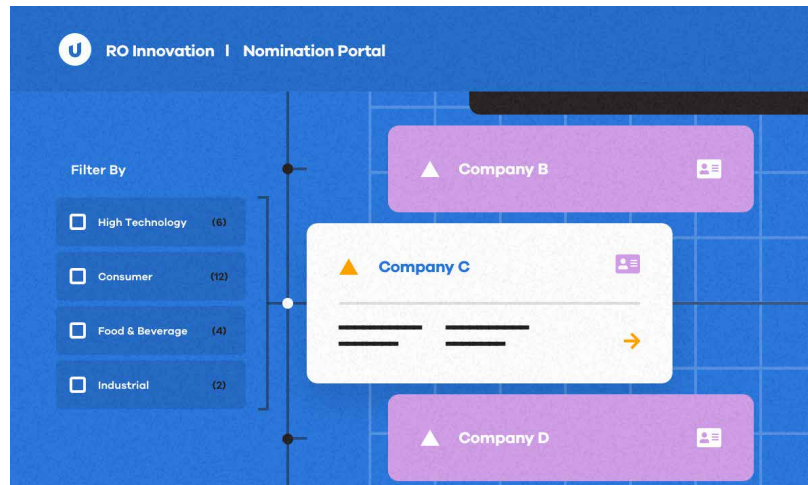 RO Innovation | Nomination Portal
Filter By
High Technology (6)
Consumer (12)
Food & Beverage (4)
Industrial (2)
Company B
Company C
Company D